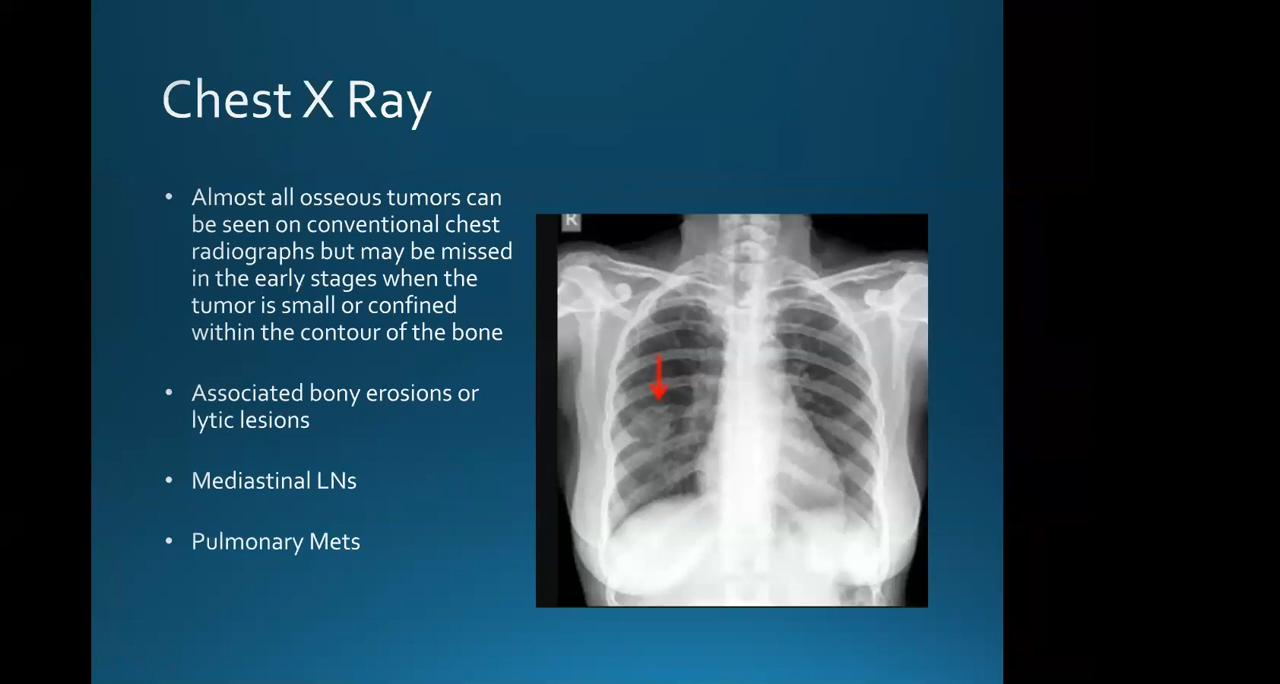 Chest X Ray
• Almost all osseous tumors can
be seen on conventional chest
radiographs but may be missed
in the early stages when the
tumor is small or confined
within the contour of the bone
• Associated bony erosions or
lytic lesions
• Mediastinal LNs
• Pulmonary Mets
R